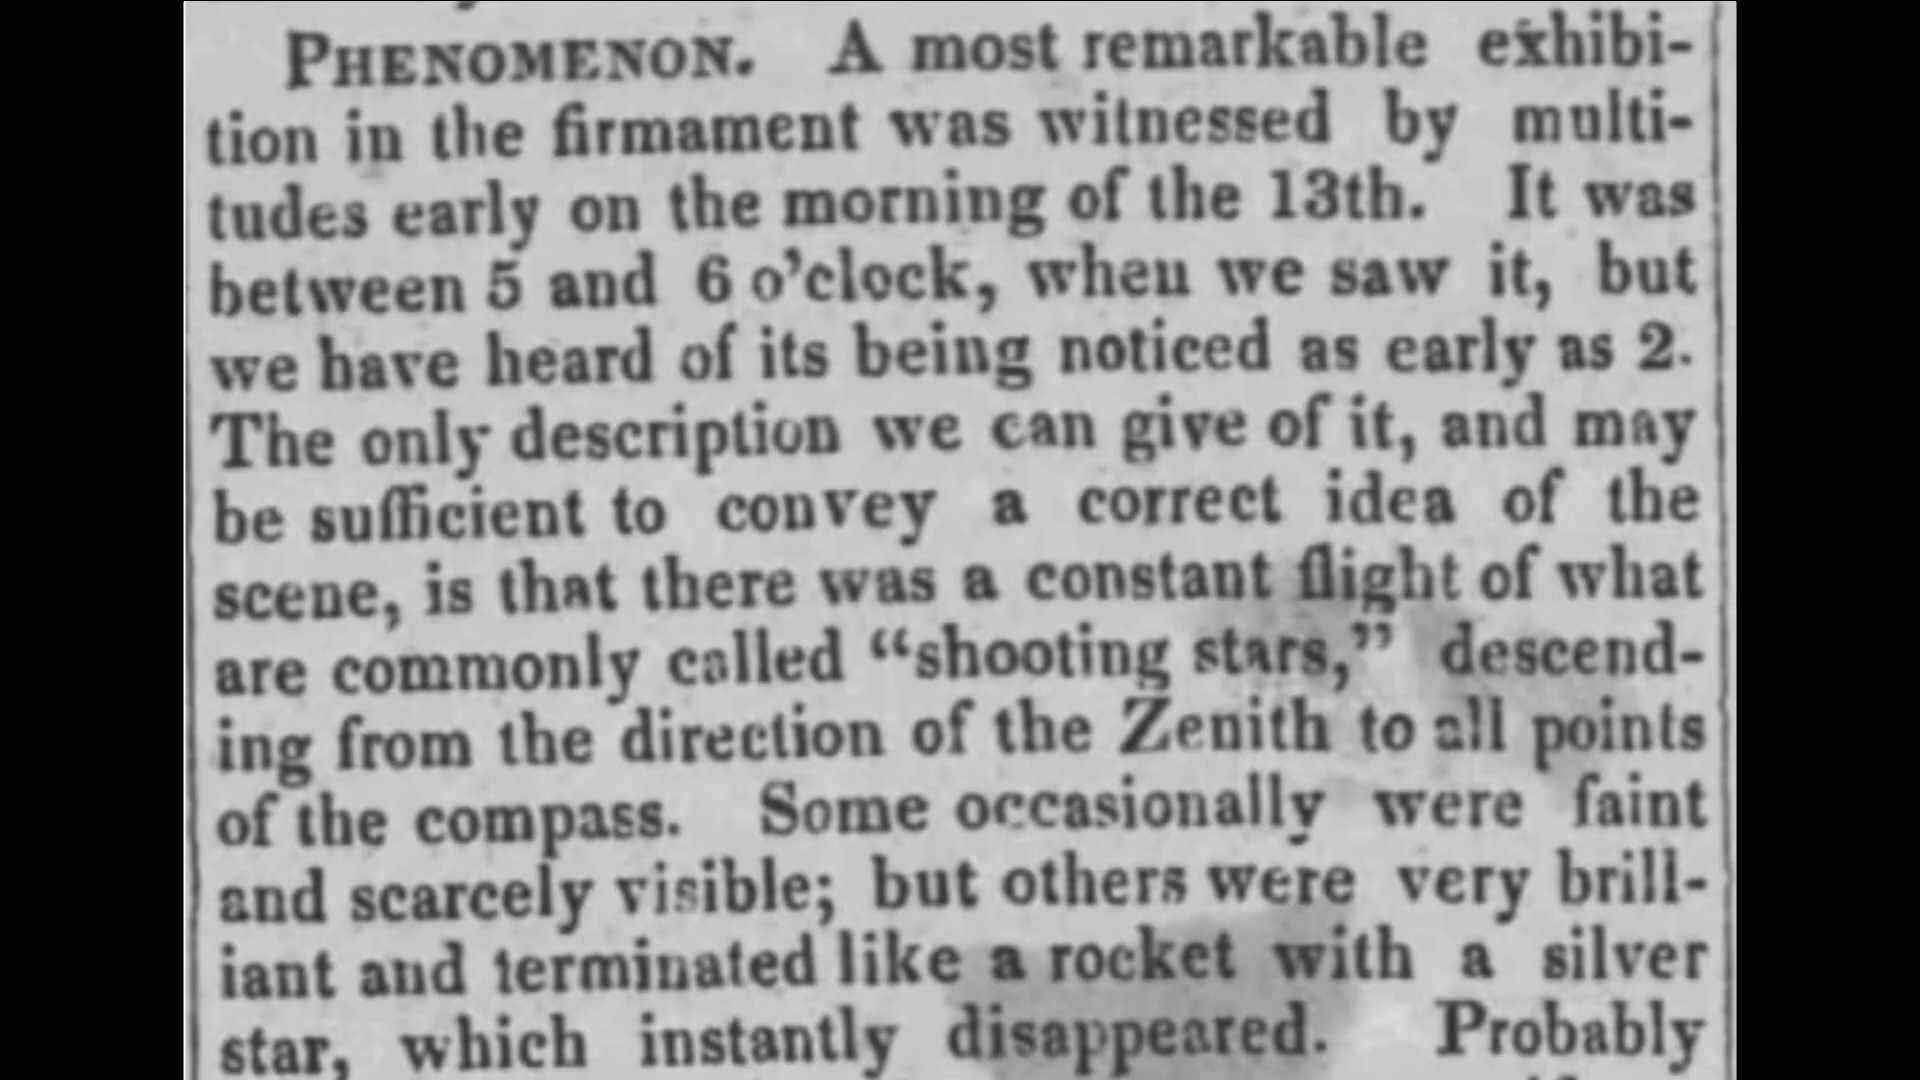 PHENOMENON. A most remarkable exhibi-
tion in the firmament was witnessed by multi-
tudes early on the morning of the 13th. It was
between 5 and 6 o'clock, when we saw it, but
we have heard of its being noticed as early as 2.
The only description we can give of it, and may
be sufficient to convey a correct idea of the
scene, is that there was a constant flight of what
are commonly called “shooting stars,” descend-
ing from the direction of the Zenith to all points
of the compass. Some occasionally were faint
and scarcely visible; but others were very brill-
iant and terminated like a rocket with a silver
star, which instantly disappeared. Probably